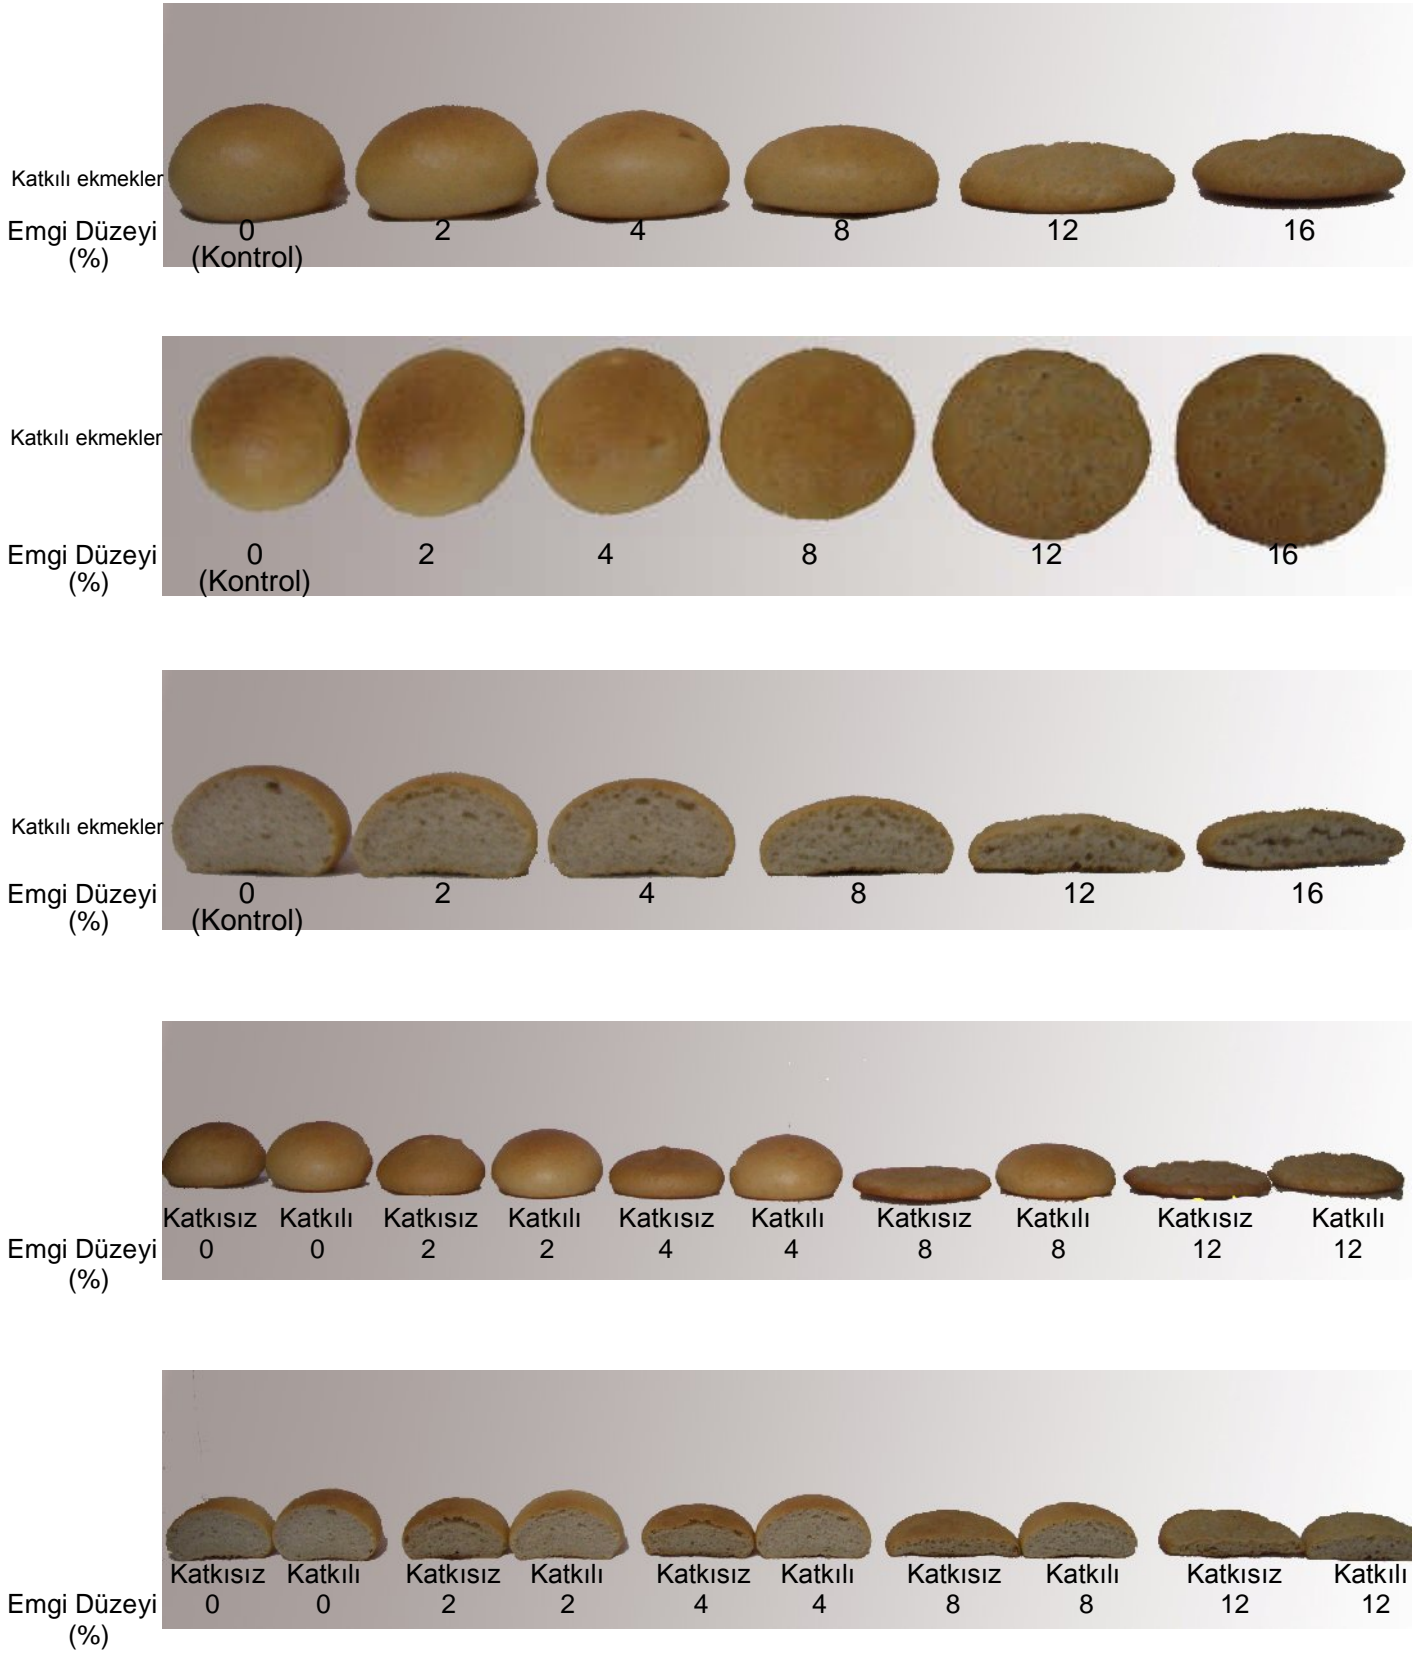 Katkılı ekmekler
Emgi Düzeyi 0 2 4 8 12 16
(%) (Kontrol)
Katkılı ekmekler
Emgi Düzeyi 0 2 4 8 12 16
(%) (Kontrol)
Katkılı ekmekler
Emgi Düzeyi 0 2 4 8 12 16
(%) (Kontrol)
Katkısız Katkılı Katkısız Katkılı Katkısız Katkılı Katkısız Katkılı Katkısız Katkılı
Emgi Düzeyi 0 0 2 2 4 4 8 8 12 12
(%)
Katkısız Katkılı Katkısız Katkılı Katkısız Katkılı Katkısız Katkılı Katkısız Katkılı
Emgi Düzeyi 0 0 2 2 4 4 8 8 12 12
(%)